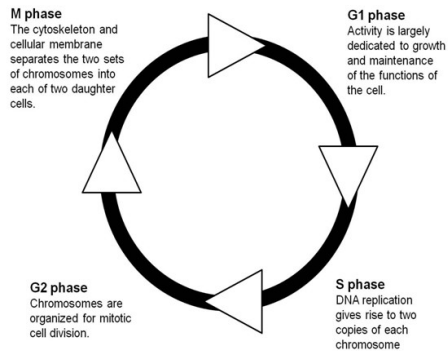 M phase
The cytoskeleton and
cellular membrane
separates the two sets
of chromosomes into
each of two daughter
cells.
G1 phase
Activity is largely
dedicated to growth
and maintenance
of the functions of
the cell.
G2 phase
Chromosomes are
organized for mitotic
cell division.
S phase
DNA replication
gives rise to two
copies of each
chromosome